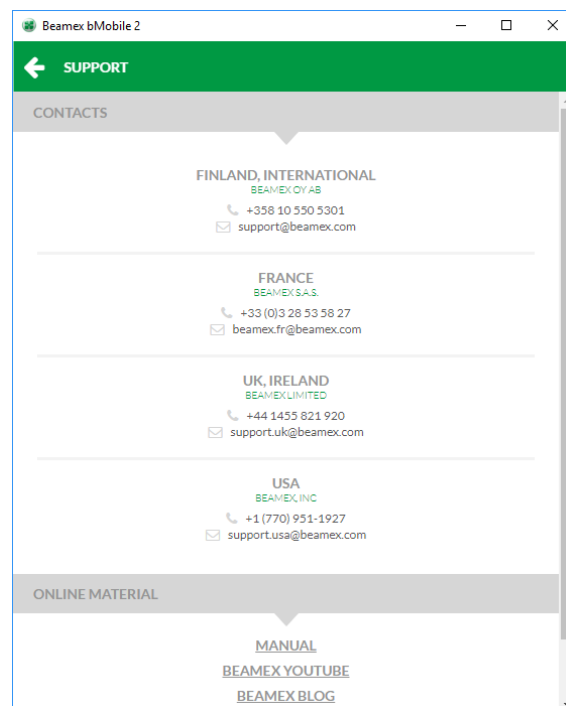 Beamex bMobile 2
SUPPORT
CONTACTS
FINLAND, INTERNATIONAL
BEAMEX OY AB
+358 10 550 5301
support@beamex.com
FRANCE
BEAMEX S.A.S.
+33 (0)3 28 53 58 27
beamex.fr@beamex.com
UK, IRELAND
BEAMEX LIMITED
+44 1455 821 920
support.uk@beamex.com
USA
BEAMEX, INC
+1 (770) 951-1927
support.usa@beamex.com
ONLINE MATERIAL
MANUAL
BEAMEX YOUTUBE
BEAMEX BLOG